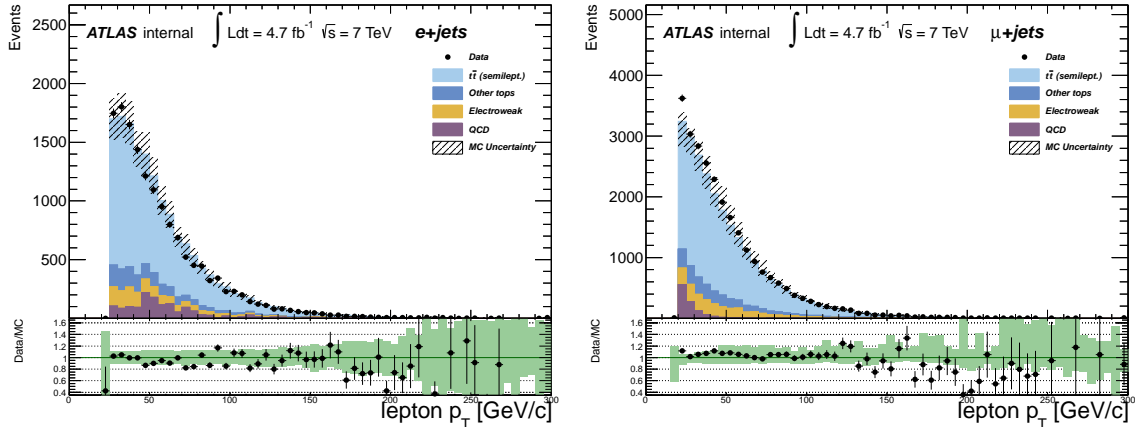 Events
2500
2000
1500
1000
500
ATLAS internal ∫ Ldt = 4.7 fb⁻¹ √s = 7 TeV e+jets
Data
tt̄ (semilept.)
Other tops
Electroweak
QCD
MC Uncertainty
Data/MC
1.6
1.4
1.2
1
0.8
0.6
0.4
0 50 100 150 200 250 300
lepton p_T [GeV/c]
Events
5000
4000
3000
2000
0
ATLAS internal ∫ Ldt = 4.7 fb⁻¹ √s = 7 TeV μ+jets
Data
tt̄ (semilept.)
Other tops
Electroweak
QCD
MC Uncertainty
Data/MC
1.6
1.4
1.2
1
0.8
0.6
0.4
0 50 100 150 200 250 300
lepton p_T [GeV/c]